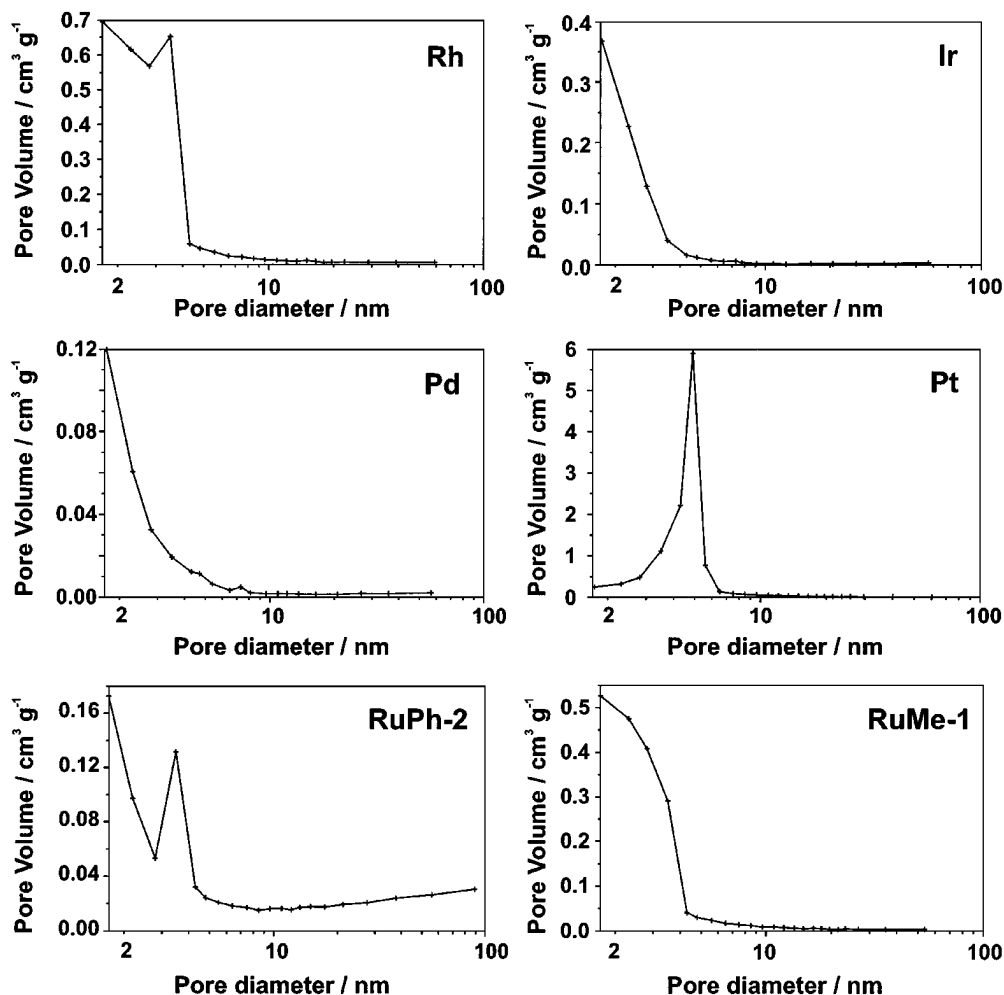 Rh
Pore Volume / cm³ g⁻¹
0.7
0.6
0.5
0.4
0.3
0.2
0.1
0.0
2 10 100
Pore diameter / nm
Ir
Pore Volume / cm³ g⁻¹
0.4
0.3
0.2
0.1
0.0
2 10 100
Pore diameter / nm
Pd
Pore Volume / cm³ g⁻¹
0.12
0.08
0.04
0.00
2 10 100
Pore diameter / nm
Pt
Pore Volume / cm³ g⁻¹
6
5
4
3
2
1
0
2 10 100
Pore diameter / nm
RuPh-2
Pore Volume / cm³ g⁻¹
0.16
0.12
0.08
0.04
0.00
2 10 100
Pore diameter / nm
RuMe-1
Pore Volume / cm³ g⁻¹
0.5
0.4
0.3
0.2
0.1
0.0
2 10 100
Pore diameter / nm